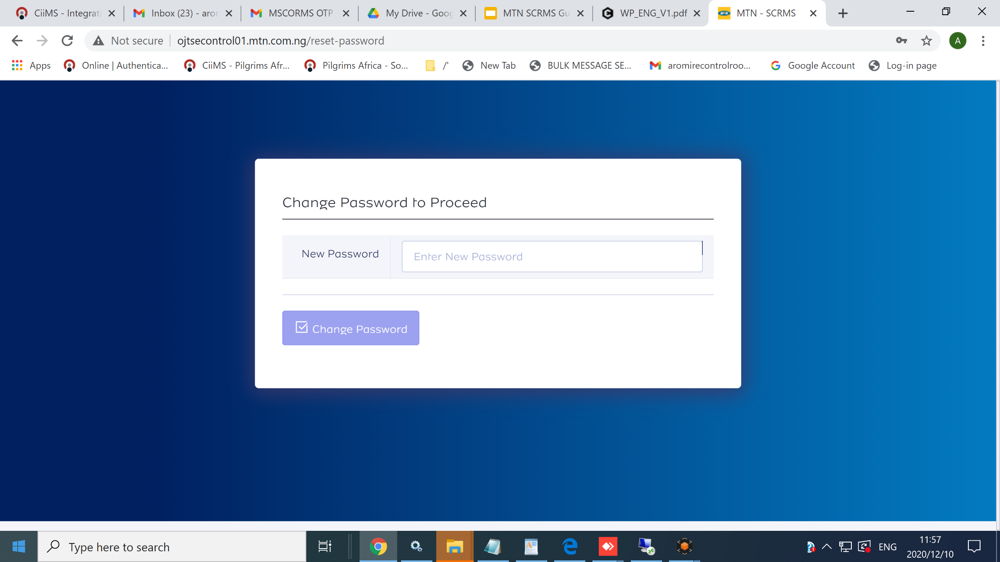 CiiMS - Integrati
Inbox (23) - aror
MSCORMS OTP
My Drive - Goog
MTN SCRMS Gu
WP_ENG_V1.pdf
MTN - SCRMS
Not secure
ojtsecontrol01.mtn.com.ng/reset-password
A
Apps
Online | Authentica...
CiiMS - Pilgrims Afr...
Pilgrims Africa - So...
/'
New Tab
BULK MESSAGE SE...
aromirecontrolroo...
Google Account
Log-in page
Change Password to Proceed
New Password
Enter New Password
Change Password
Type here to search
ENG
11:57
2020/12/10